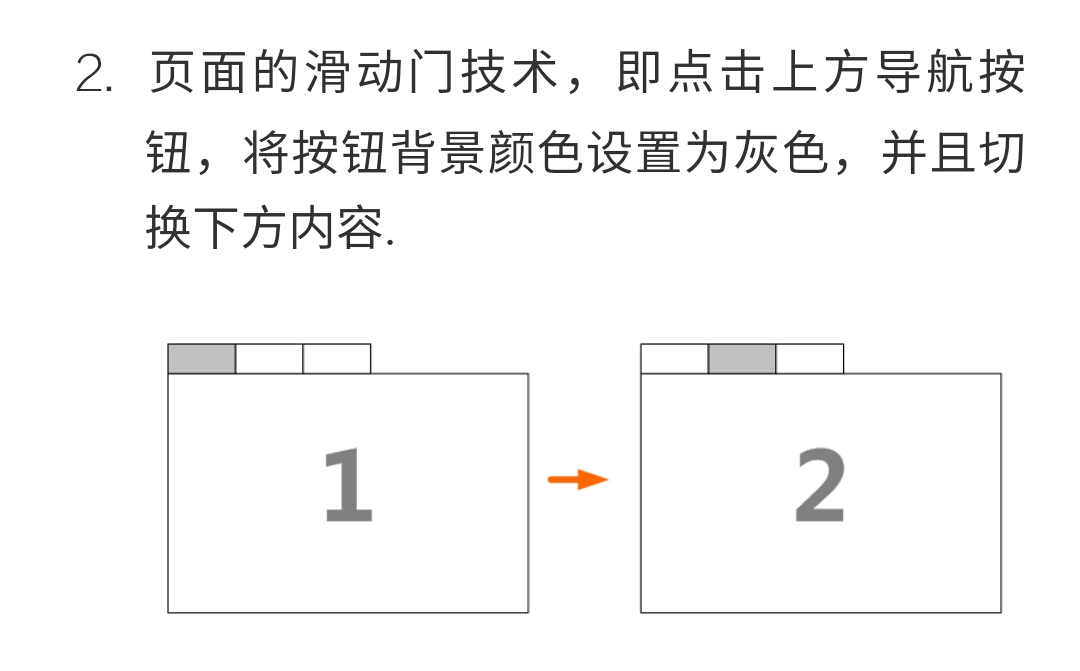 2. 页面的滑动门技术，即点击上方导航按
钮，将按钮背景颜色设置为灰色，并且切
换下方内容.
1
2